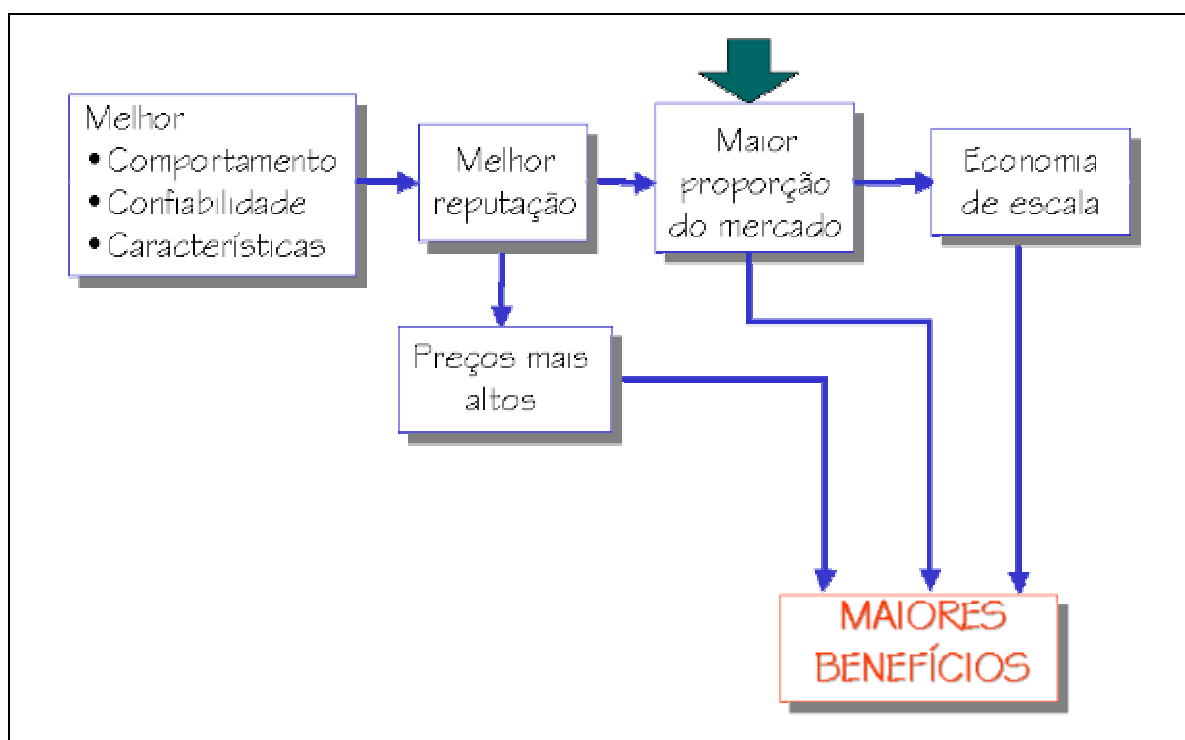 Melhor
• Comportamento
• Confiabilidade
• Características
Melhor
reputação
Maior
proporção
do mercado
Economia
de escala
Preços mais
altos
MAIORES
BENEFÍCIOS